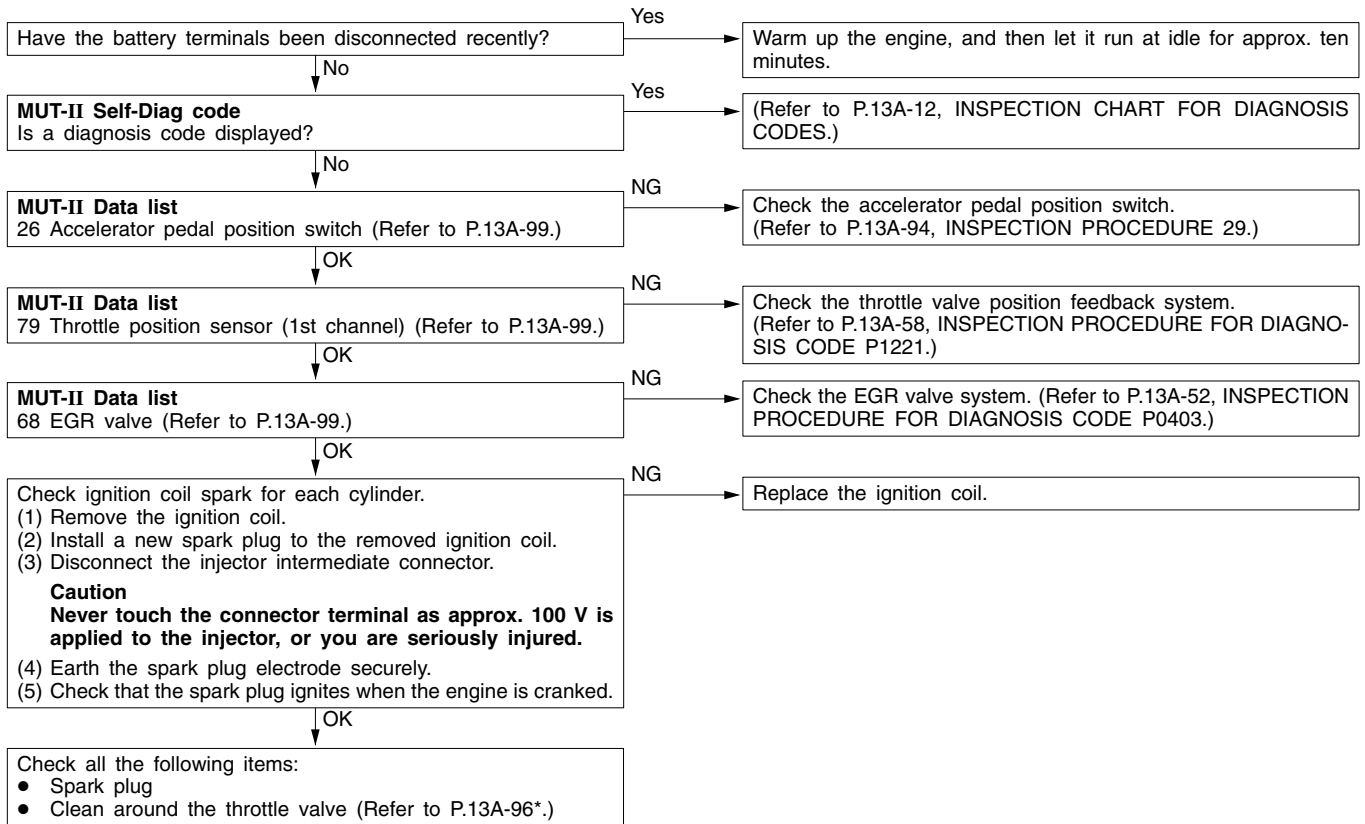 Have the battery terminals been disconnected recently?
Yes
Warm up the engine, and then let it run at idle for approx. ten
minutes.
No
MUT-II Self-Diag code
Is a diagnosis code displayed?
Yes
(Refer to P.13A-12, INSPECTION CHART FOR DIAGNOSIS
CODES.)
No
MUT-II Data list
26 Accelerator pedal position switch (Refer to P.13A-99.)
NG
Check the accelerator pedal position switch.
(Refer to P.13A-94, INSPECTION PROCEDURE 29.)
OK
MUT-II Data list
79 Throttle position sensor (1st channel) (Refer to P.13A-99.)
NG
Check the throttle valve position feedback system.
(Refer to P.13A-58, INSPECTION PROCEDURE FOR DIAGNO-
SIS CODE P1221.)
OK
MUT-II Data list
68 EGR valve (Refer to P.13A-99.)
NG
Check the EGR valve system. (Refer to P.13A-52, INSPECTION
PROCEDURE FOR DIAGNOSIS CODE P0403.)
OK
Check ignition coil spark for each cylinder.
(1) Remove the ignition coil.
(2) Install a new spark plug to the removed ignition coil.
(3) Disconnect the injector intermediate connector.
Caution
Never touch the connector terminal as approx. 100 V is
applied to the injector, or you are seriously injured.
(4) Earth the spark plug electrode securely.
(5) Check that the spark plug ignites when the engine is cranked.
NG
Replace the ignition coil.
OK
Check all the following items:
● Spark plug
● Clean around the throttle valve (Refer to P.13A-96*.)